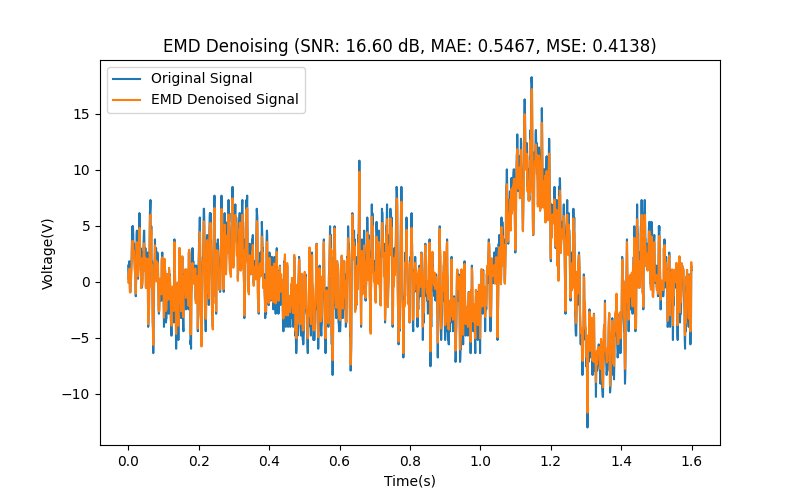 EMD Denoising (SNR: 16.60 dB, MAE: 0.5467, MSE: 0.4138)
Original Signal
EMD Denoised Signal
Voltage(V)
15
10
5
0
−5
−10
0.0 0.2 0.4 0.6 0.8 1.0 1.2 1.4 1.6
Time(s)